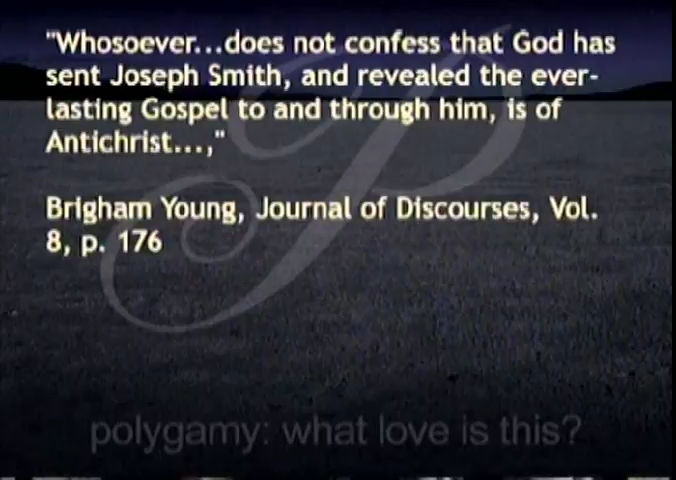 "Whosoever...does not confess that God has
sent Joseph Smith, and revealed the ever-
lasting Gospel to and through him, is of
Antichrist...,"
Brigham Young, Journal of Discourses, Vol.
8, p. 176
P
polygamy: what love is this?